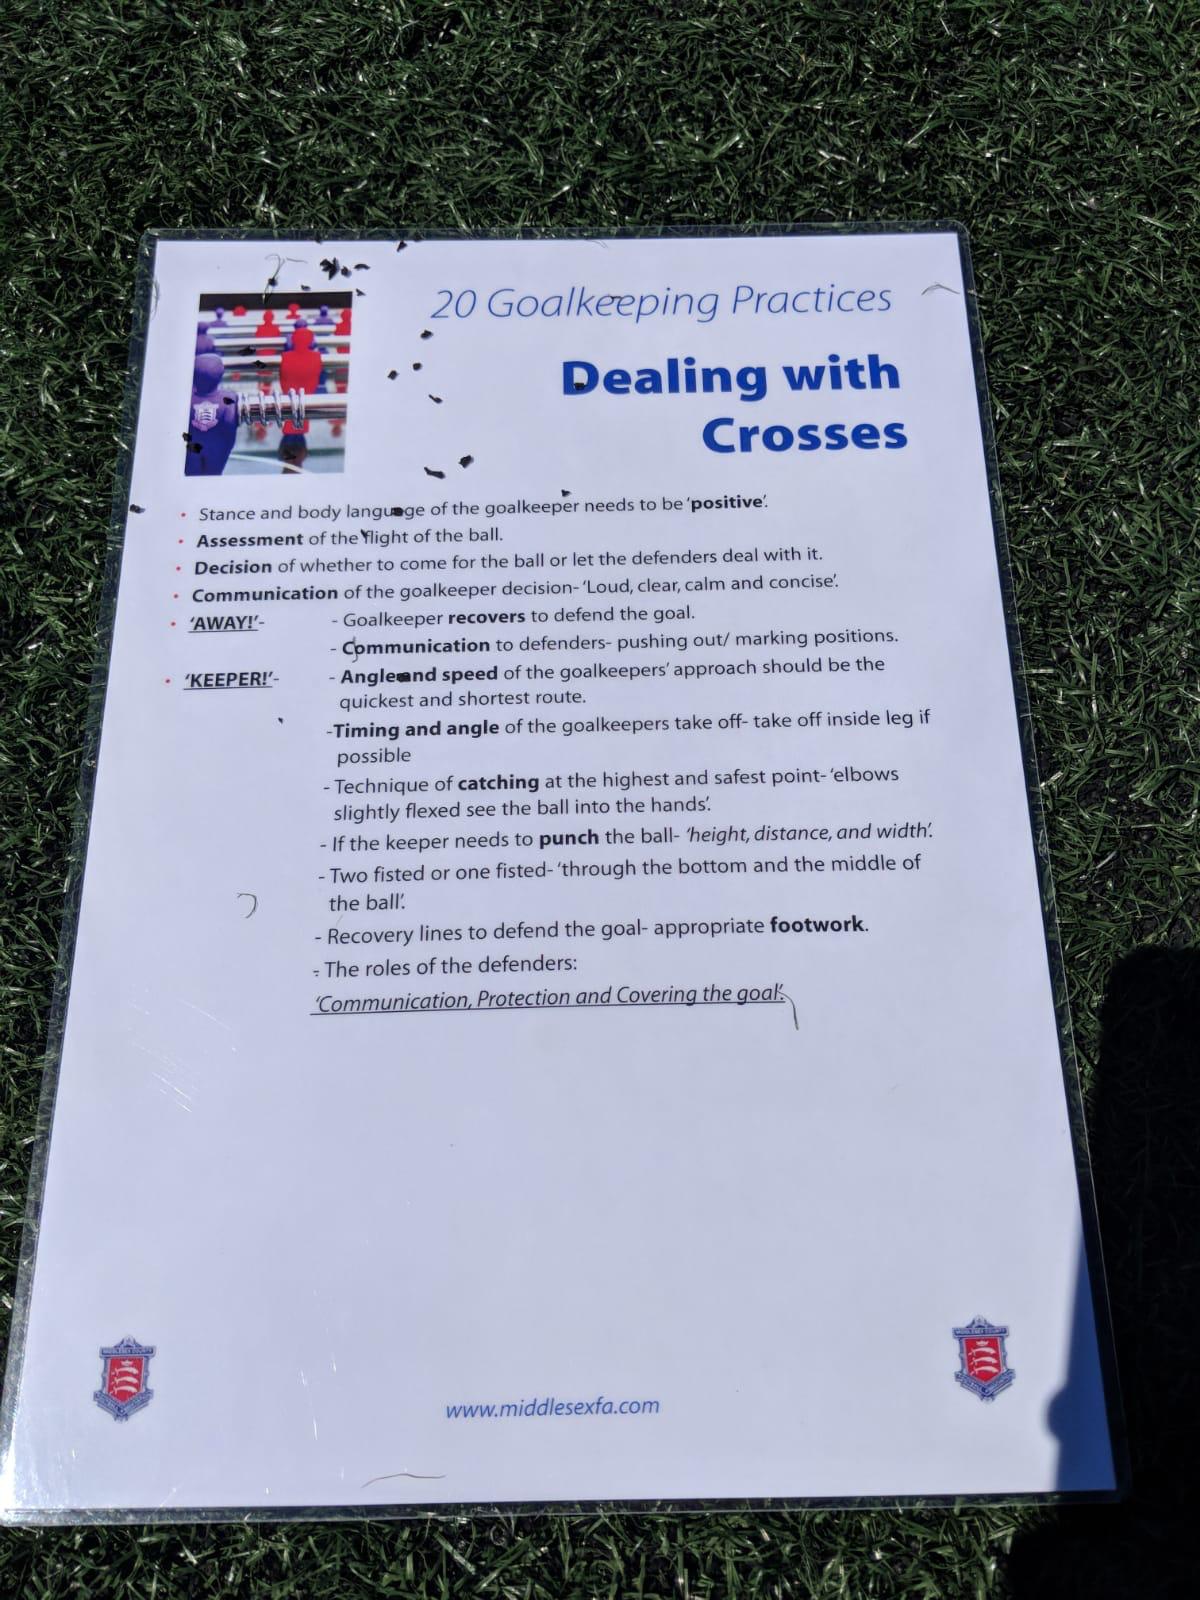 20 Goalkeeping Practices
Dealing with
Crosses
• Stance and body language of the goalkeeper needs to be ‘positive’.
• Assessment of the flight of the ball.
• Decision of whether to come for the ball or let the defenders deal with it.
• Communication of the goalkeeper decision- ‘Loud, clear, calm and concise’.
• ‘AWAY!’- - Goalkeeper recovers to defend the goal.
- Communication to defenders- pushing out/ marking positions.
• ‘KEEPER!’- - Angle and speed of the goalkeepers’ approach should be the
quickest and shortest route.
-Timing and angle of the goalkeepers take off- take off inside leg if
possible
- Technique of catching at the highest and safest point- ‘elbows
slightly flexed see the ball into the hands’.
- If the keeper needs to punch the ball- ‘height, distance, and width’.
- Two fisted or one fisted- ‘through the bottom and the middle of
the ball’.
- Recovery lines to defend the goal- appropriate footwork.
- The roles of the defenders:
‘Communication, Protection and Covering the goal’.
MIDDLESEX COUNTY
MIDDLESEX COUNTY
www.middlesexfa.com